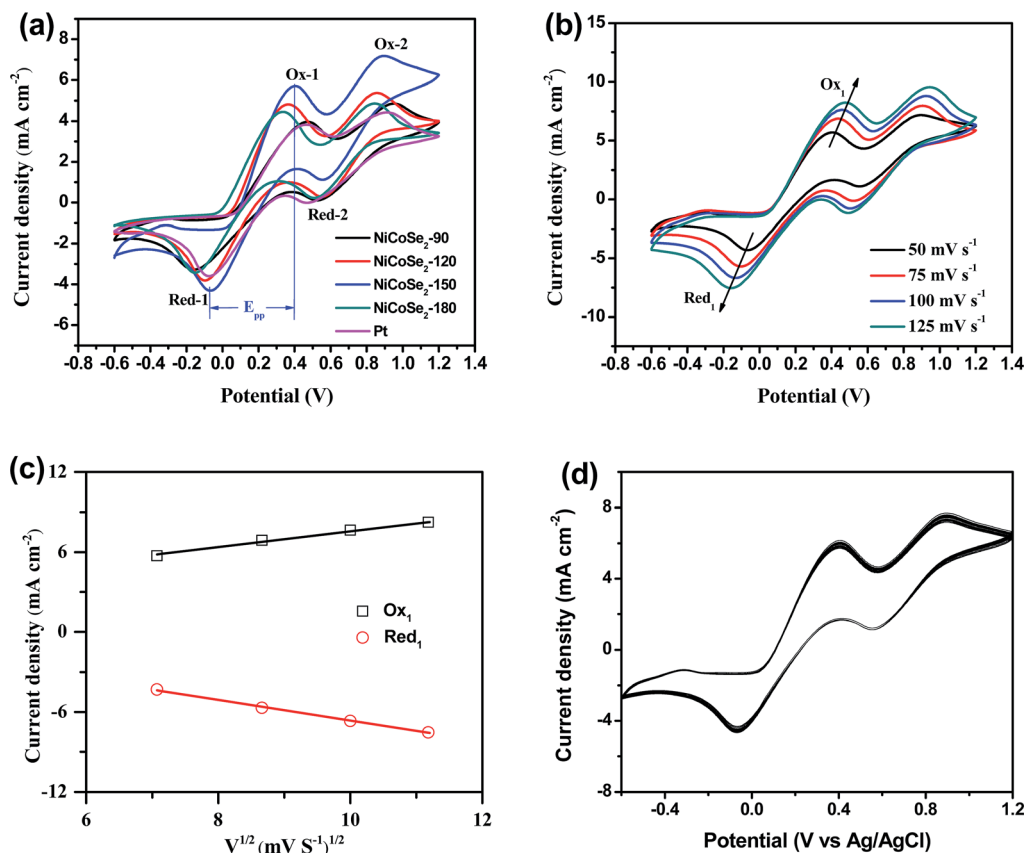 (a)
8
6
4
2
0
-2
-4
-6
Current density (mA cm-2)
Ox-1
Ox-2
Red-1
Red-2
Epp
NiCoSe2-90
NiCoSe2-120
NiCoSe2-150
NiCoSe2-180
Pt
-0.8 -0.6 -0.4 -0.2 0.0 0.2 0.4 0.6 0.8 1.0 1.2 1.4
Potential (V)
(b)
15
10
5
0
-5
-10
Current density (mA cm-2)
Ox1
Red1
50 mV s-1
75 mV s-1
100 mV s-1
125 mV s-1
-0.8 -0.6 -0.4 -0.2 0.0 0.2 0.4 0.6 0.8 1.0 1.2 1.4
Potential (V)
(c)
12
6
0
-6
-12
Current density (mA cm-2)
Ox1
Red1
6 8 10 12
V1/2 (mV S-1)1/2
(d)
8
4
0
-4
-8
Current density (mA cm-2)
-0.4 0.0 0.4 0.8 1.2
Potential (V vs Ag/AgCl)